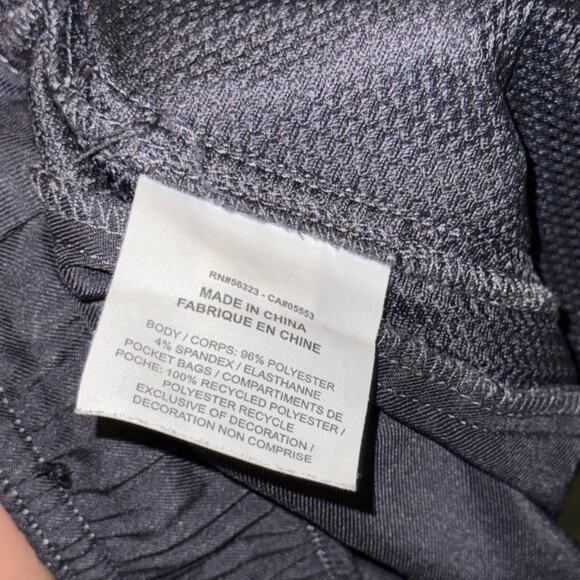 RN#56323 - CA#05553
MADE IN CHINA
FABRIQUE EN CHINE
BODY / CORPS: 96% POLYESTER
4% SPANDEX / ELASTHANNE
POCKET BAGS / COMPARTIMENTS DE
POCHE: 100% RECYCLED POLYESTER /
POLYESTER RECYCLE
EXCLUSIVE OF DECORATION /
DECORATION NON COMPRISE